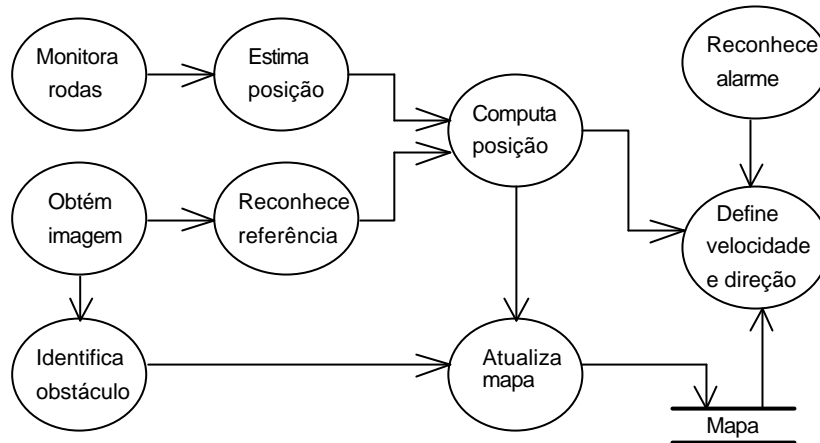 Monitora
rodas
Estima
posição
Computa
posição
Reconhece
alarme
Obtém
imagem
Reconhece
referência
Define
velocidade
e direção
Identifica
obstáculo
Atualiza
mapa
Mapa